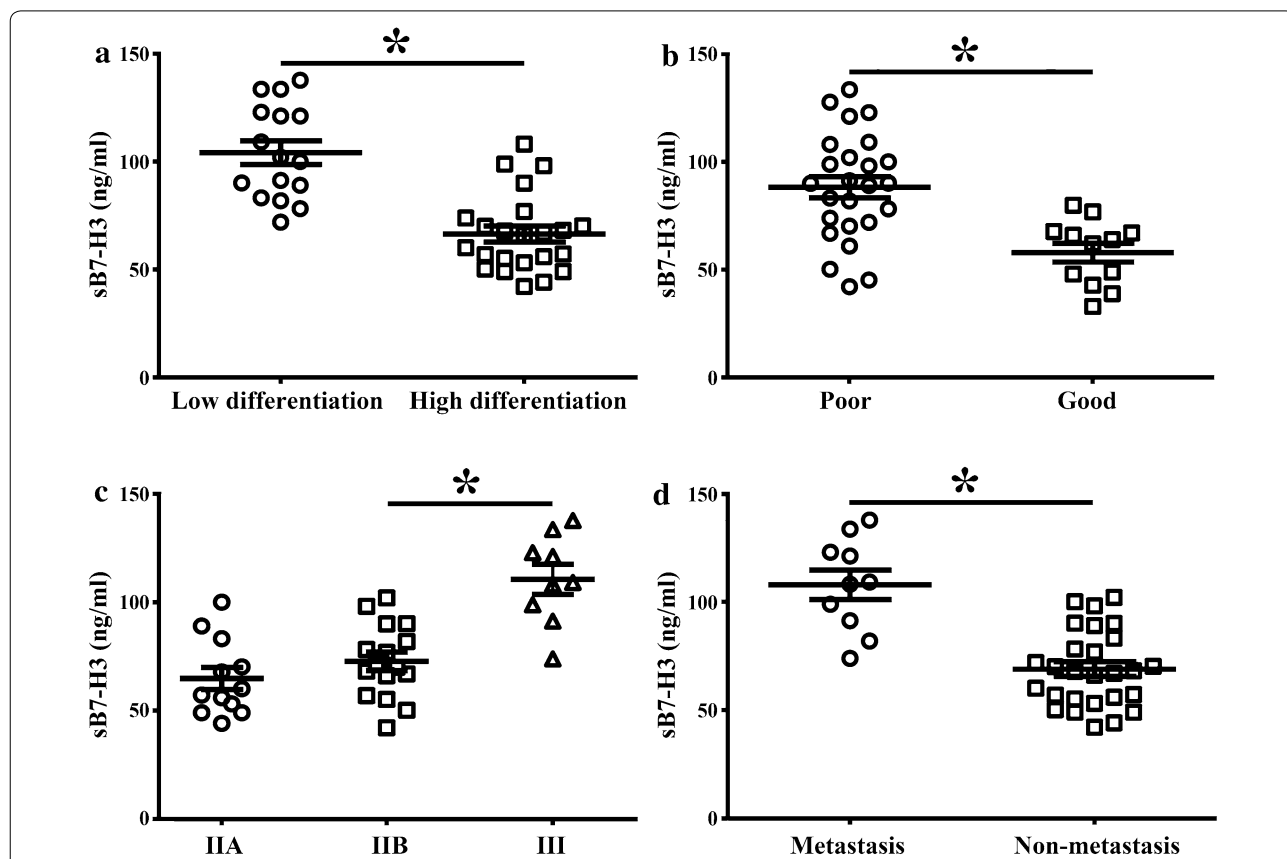 a
*
150
100
50
0
sB7-H3 (ng/ml)
Low differentiation High differentiation
b
*
150
100
50
0
sB7-H3 (ng/ml)
Poor Good
c
*
150
100
50
0
sB7-H3 (ng/ml)
IIA IIB III
d
*
150
100
50
0
sB7-H3 (ng/ml)
Metastasis Non-metastasis